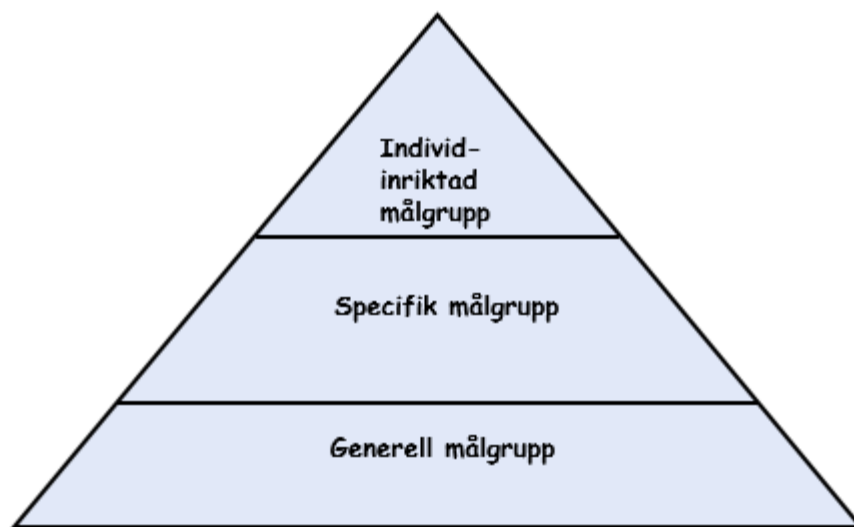 Individ-
inriktad
målgrupp
Specifik målgrupp
Generell målgrupp